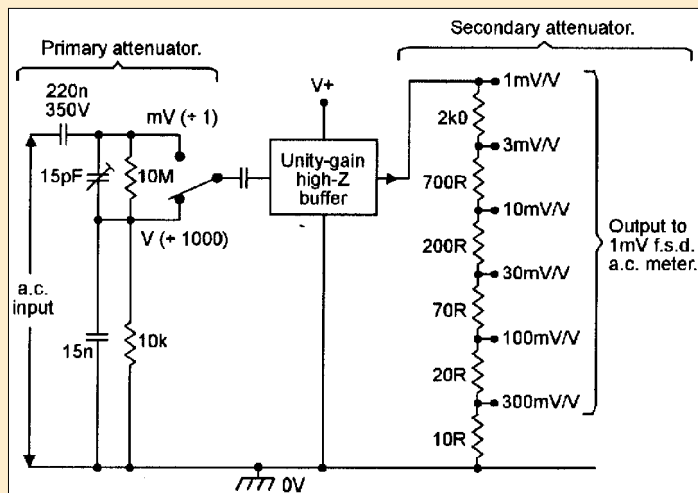 Primary attenuator.
Secondary attenuator.
220n
350V
mV (÷ 1)
V+
1mV/V
2k0
3mV/V
15pF
10M
Unity-gain
high-Z
buffer
700R
10mV/V
V (÷ 1000)
200R
Output to
1mV f.s.d.
a.c. meter.
30mV/V
a.c.
input
70R
100mV/V
15n
10k
20R
300mV/V
10R
0V